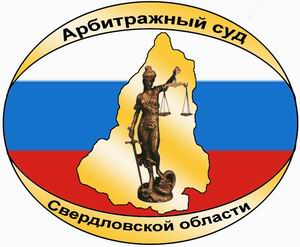 Арбитражный суд
Свердловской области